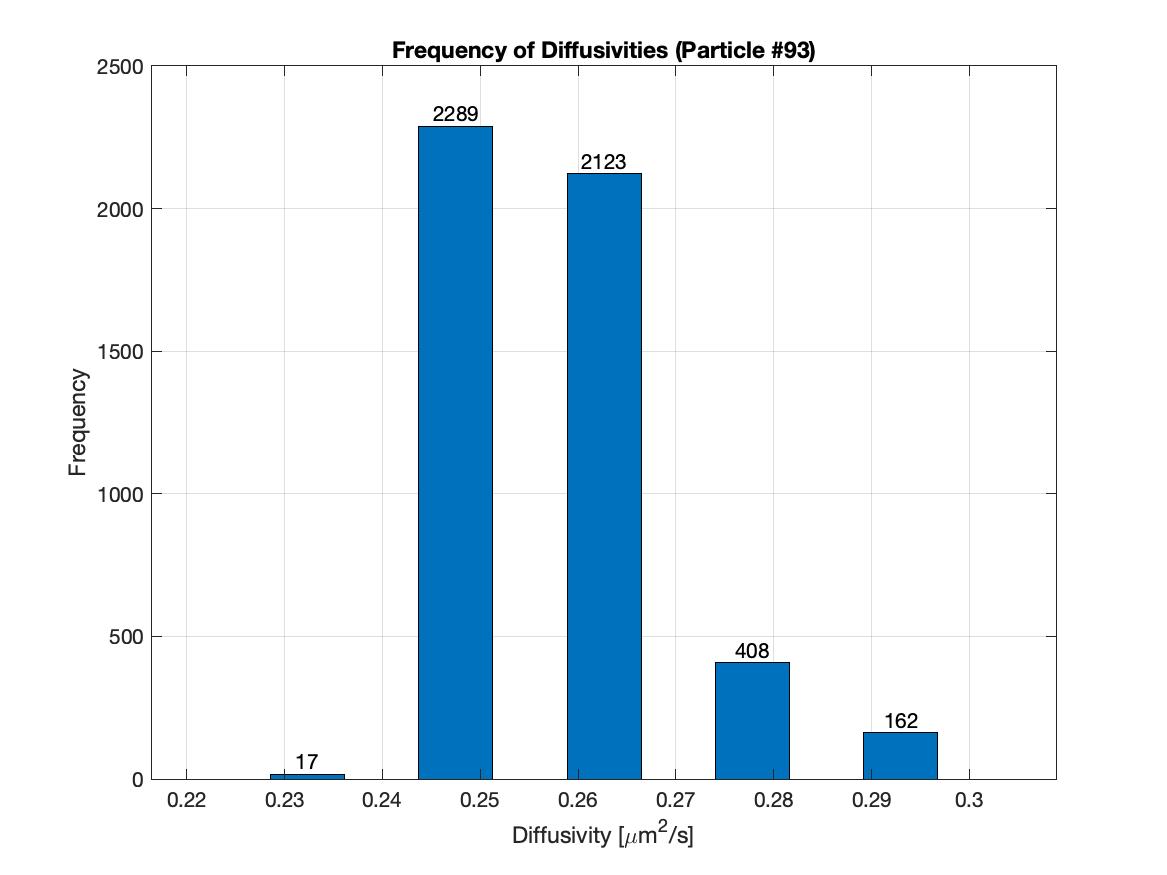 Frequency of Diffusivities (Particle #93)
2500
2000
1500
1000
500
0
Frequency
17
2289
2123
408
162
0.22 0.23 0.24 0.25 0.26 0.27 0.28 0.29 0.3
Diffusivity [μm²/s]